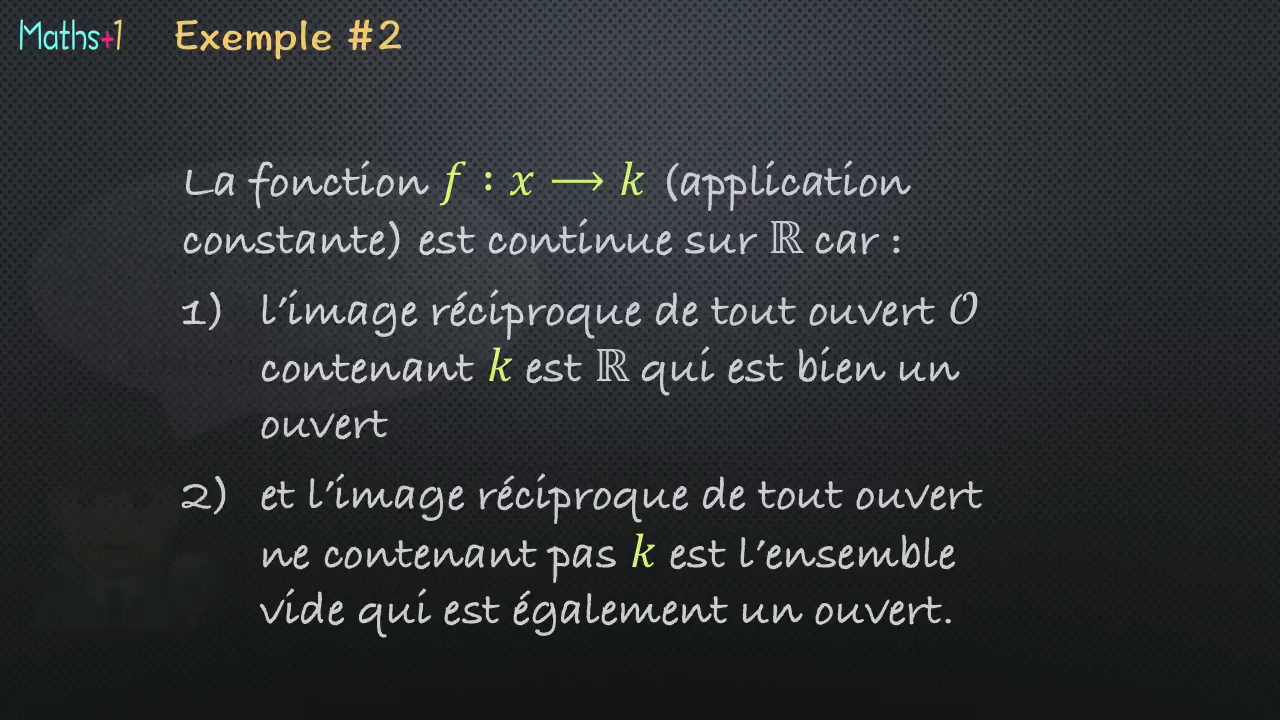 Maths+1 Exemple #2
La fonction f : x ⟶ k (application
constante) est continue sur ℝ car :
1) l'image réciproque de tout ouvert 𝒪
contenant k est ℝ qui est bien un
ouvert
2) et l'image réciproque de tout ouvert
ne contenant pas k est l'ensemble
vide qui est également un ouvert.